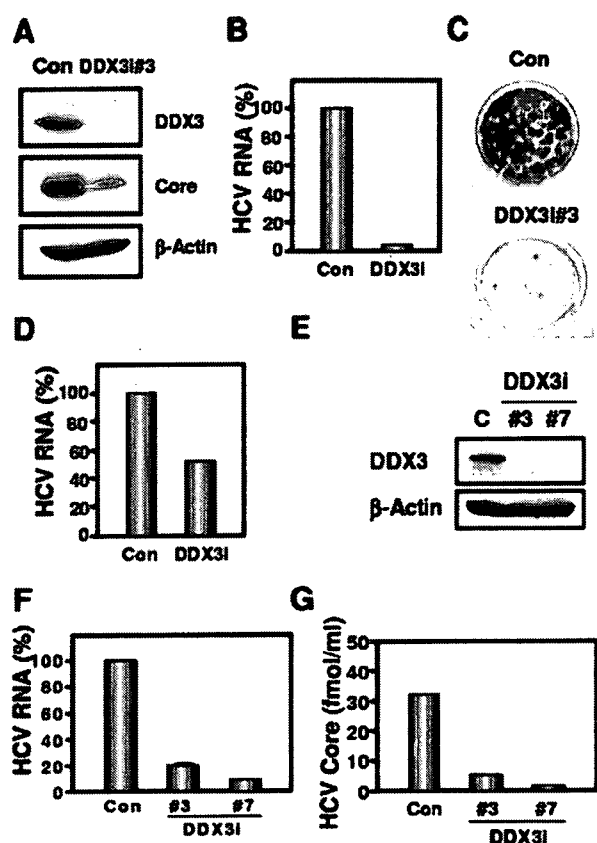 A
Con DDX3i#3
DDX3
Core
β-Actin
B
HCV RNA (%)
100
80
60
40
20
0
Con DDX3i
C
Con
DDX3i#3
D
HCV RNA (%)
100
80
60
40
20
0
Con DDX3i
E
DDX3i
C #3 #7
DDX3
β-Actin
F
HCV RNA (%)
100
80
60
40
20
0
Con #3 #7
DDX3i
G
HCV Core (fmol/ml)
50
40
30
20
10
0
Con #3 #7
DDX3i